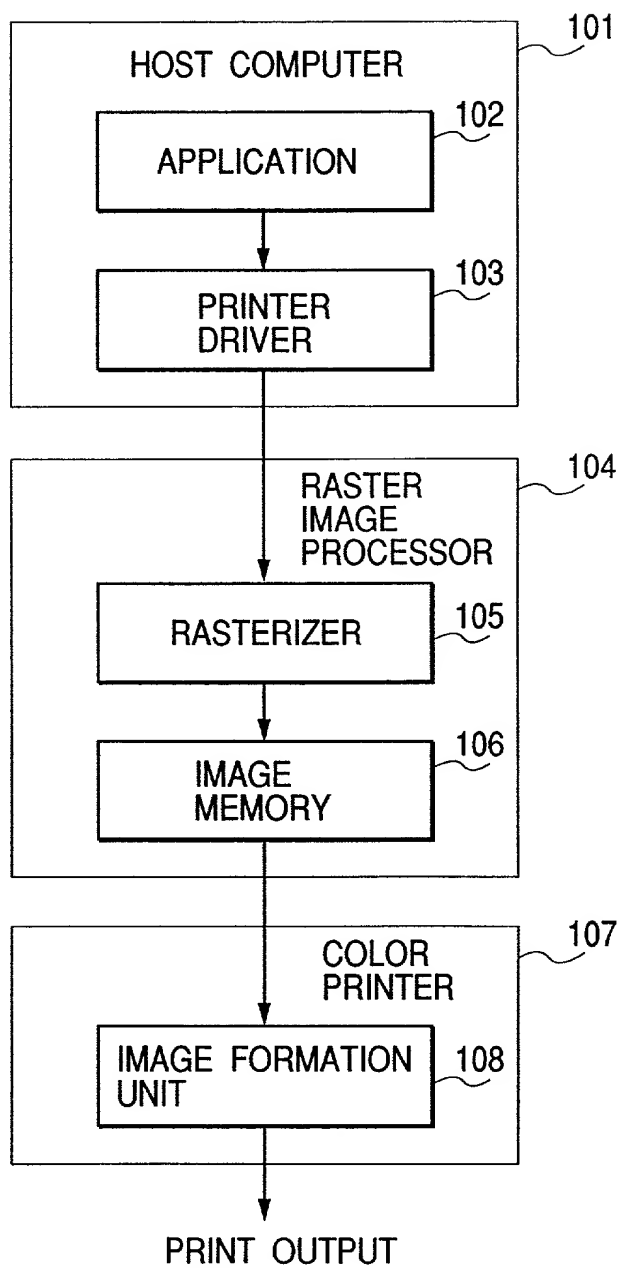 101
HOST COMPUTER
102
APPLICATION
103
PRINTER
DRIVER
104
RASTER
IMAGE
PROCESSOR
RASTERIZER
105
106
IMAGE
MEMORY
107
COLOR
PRINTER
IMAGE FORMATION
UNIT
108
PRINT OUTPUT